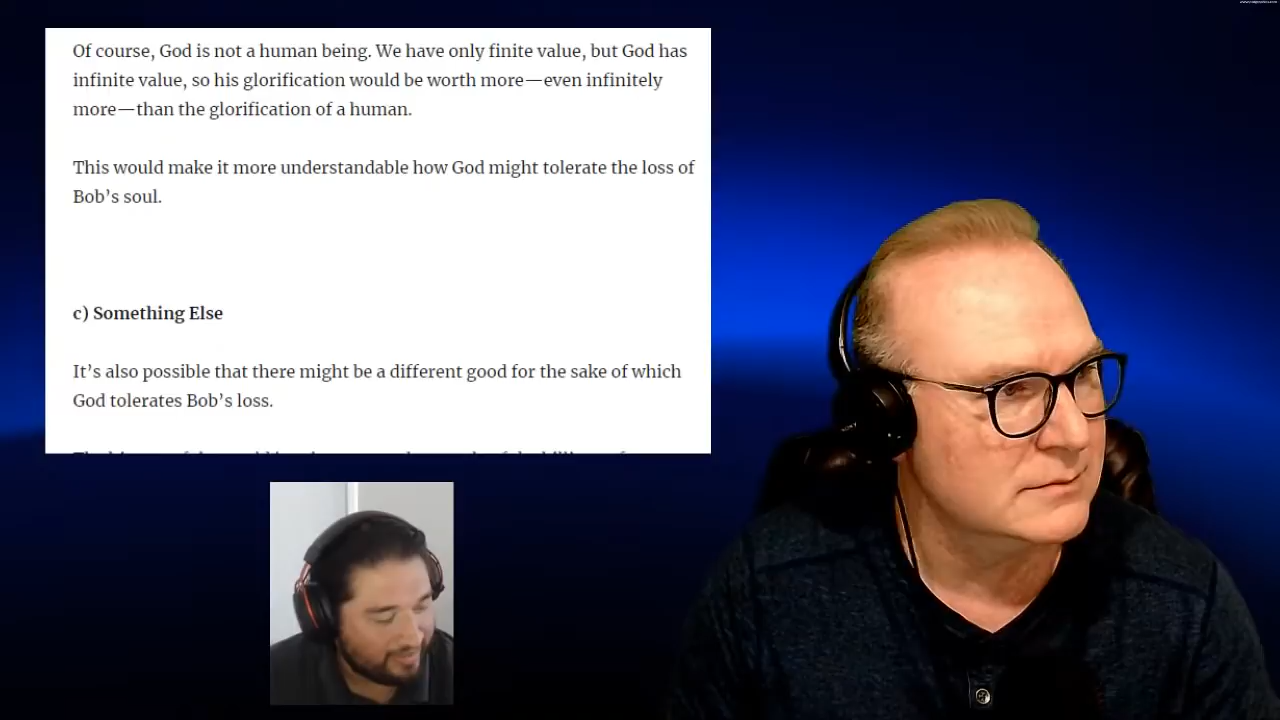 Of course, God is not a human being. We have only finite value, but God has
infinite value, so his glorification would be worth more—even infinitely
more—than the glorification of a human.
This would make it more understandable how God might tolerate the loss of
Bob’s soul.
c) Something Else
It’s also possible that there might be a different good for the sake of which
God tolerates Bob’s loss.